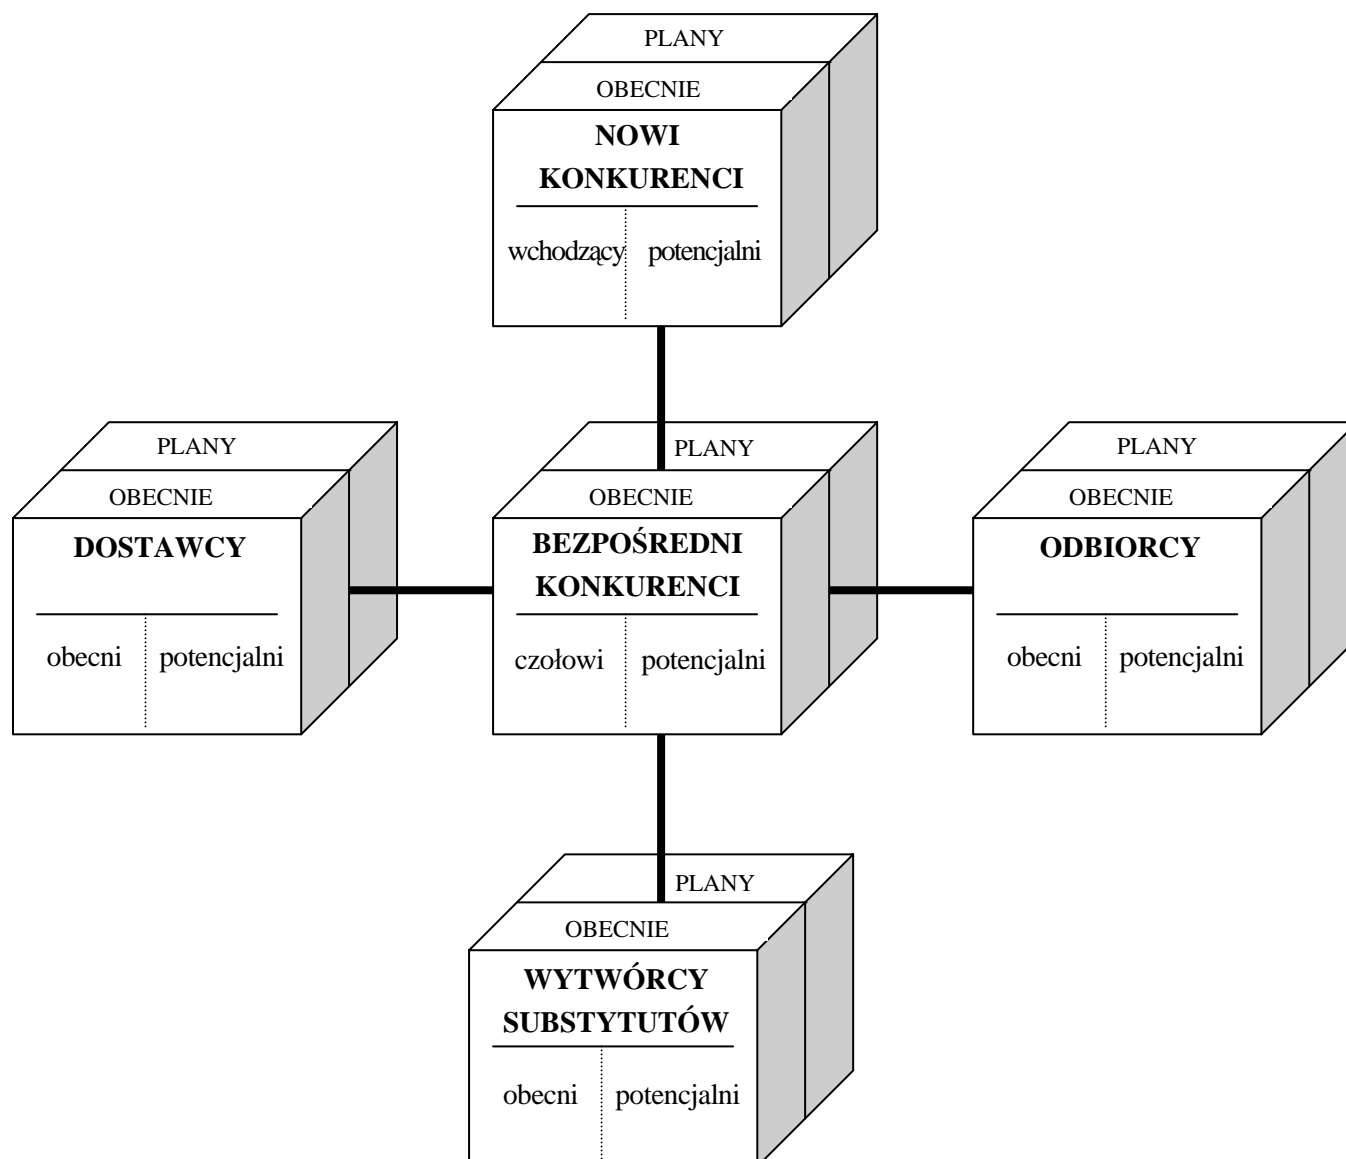 PLANY
OBECNIE
NOWI
KONKURENCI
wchodzący potencjalni
PLANY
OBECNIE
DOSTAWCY
obecni potencjalni
PLANY
OBECNIE
BEZPOŚREDNI
KONKURENCI
czołowi potencjalni
PLANY
OBECNIE
ODBIORCY
obecni potencjalni
PLANY
OBECNIE
WYTWÓRCY
SUBSTYTUTÓW
obecni potencjalni